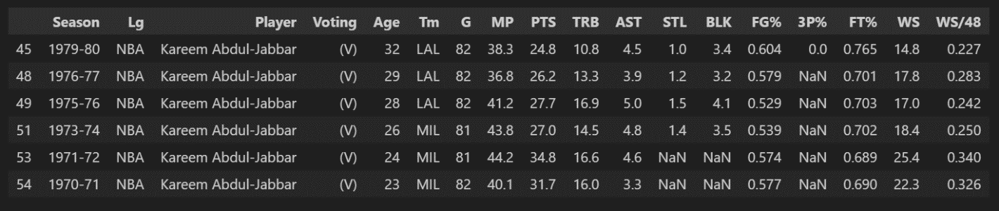 Season Lg Player Voting Age Tm G MP PTS TRB AST STL BLK FG% 3P% FT% WS WS/48
45 1979-80 NBA Kareem Abdul-Jabbar (V) 32 LAL 82 38.3 24.8 10.8 4.5 1.0 3.4 0.604 0.0 0.765 14.8 0.227
48 1976-77 NBA Kareem Abdul-Jabbar (V) 29 LAL 82 36.8 26.2 13.3 3.9 1.2 3.2 0.579 NaN 0.701 17.8 0.283
49 1975-76 NBA Kareem Abdul-Jabbar (V) 28 LAL 82 41.2 27.7 16.9 5.0 1.5 4.1 0.529 NaN 0.703 17.0 0.242
51 1973-74 NBA Kareem Abdul-Jabbar (V) 26 MIL 81 43.8 27.0 14.5 4.8 1.4 3.5 0.539 NaN 0.702 18.4 0.250
53 1971-72 NBA Kareem Abdul-Jabbar (V) 24 MIL 81 44.2 34.8 16.6 4.6 NaN NaN 0.574 NaN 0.689 25.4 0.340
54 1970-71 NBA Kareem Abdul-Jabbar (V) 23 MIL 82 40.1 31.7 16.0 3.3 NaN NaN 0.577 NaN 0.690 22.3 0.326